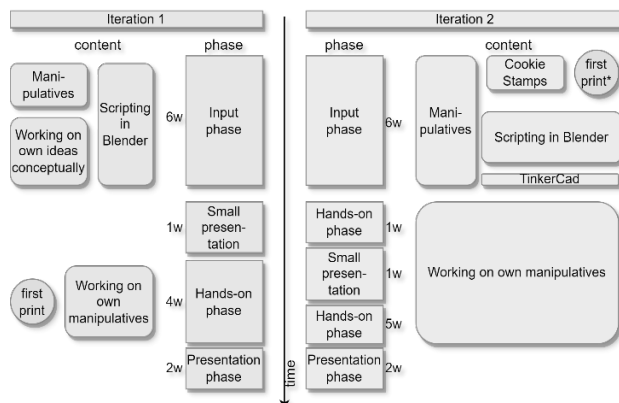 Iteration 1
Iteration 2
content
phase
phase
content
Mani-
pulatives
Scripting
in
Blender
Working on
own ideas
conceptually
6w
Input
phase
Input
phase
6w
Mani-
pulatives
Cookie
Stamps
first
print*
Scripting in Blender
TinkerCad
1w
Small
presen-
tation
Hands-on
phase
1w
Small
presen-
tation
1w
Working on own manipulatives
first
print
Working on
own
manipulatives
4w
Hands-on
phase
Hands-on
phase
5w
2w
Presentation
phase
Presentation
phase
2w
time